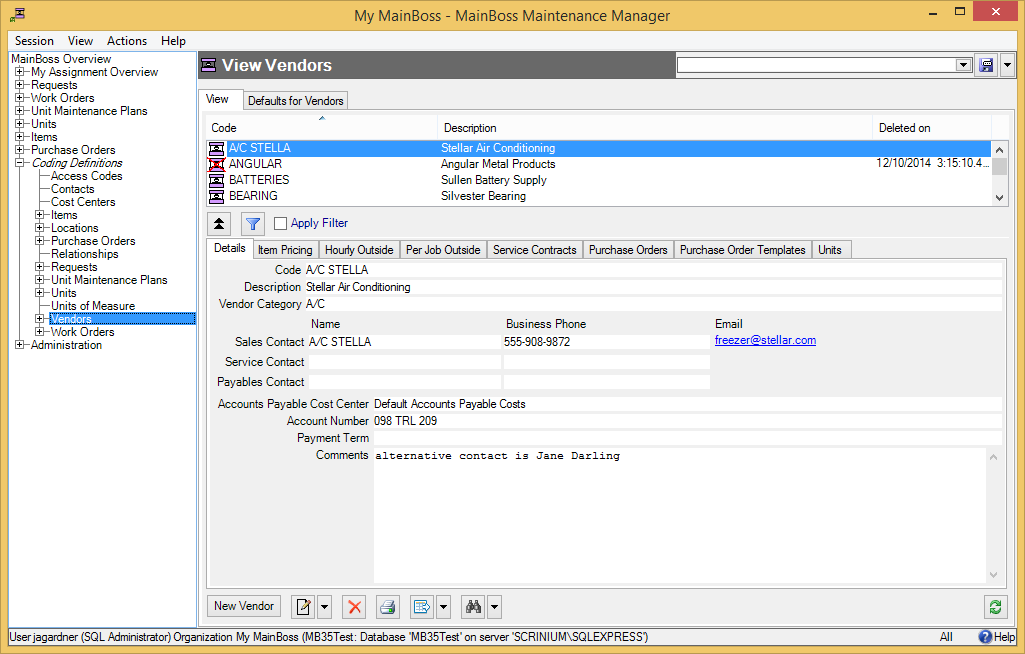 My MainBoss - MainBoss Maintenance Manager
Session View Actions Help
MainBoss Overview
My Assignment Overview
Requests
Work Orders
Unit Maintenance Plans
Units
Items
Purchase Orders
Coding Definitions
Access Codes
Contacts
Cost Centers
Items
Locations
Purchase Orders
Relationships
Requests
Unit Maintenance Plans
Units
Units of Measure
Vendors
Work Orders
Administration
View Vendors
View Defaults for Vendors
Code Description Deleted on
A/C STELLA Stellar Air Conditioning
ANGULAR Angular Metal Products 12/10/2014 3:15:10.4...
BATTERIES Sullen Battery Supply
BEARING Silvester Bearing
Apply Filter
Details Item Pricing Hourly Outside Per Job Outside Service Contracts Purchase Orders Purchase Order Templates Units
Code A/C STELLA
Description Stellar Air Conditioning
Vendor Category A/C
Name Business Phone Email
Sales Contact A/C STELLA 555-908-9872 freezer@stellar.com
Service Contact
Payables Contact
Accounts Payable Cost Center Default Accounts Payable Costs
Account Number 098 TRL 209
Payment Term
Comments alternative contact is Jane Darling
New Vendor
User jagardner (SQL Administrator) Organization My MainBoss (MB35Test: Database 'MB35Test' on server 'SCRINIUM\SQLEXPRESS') All Help